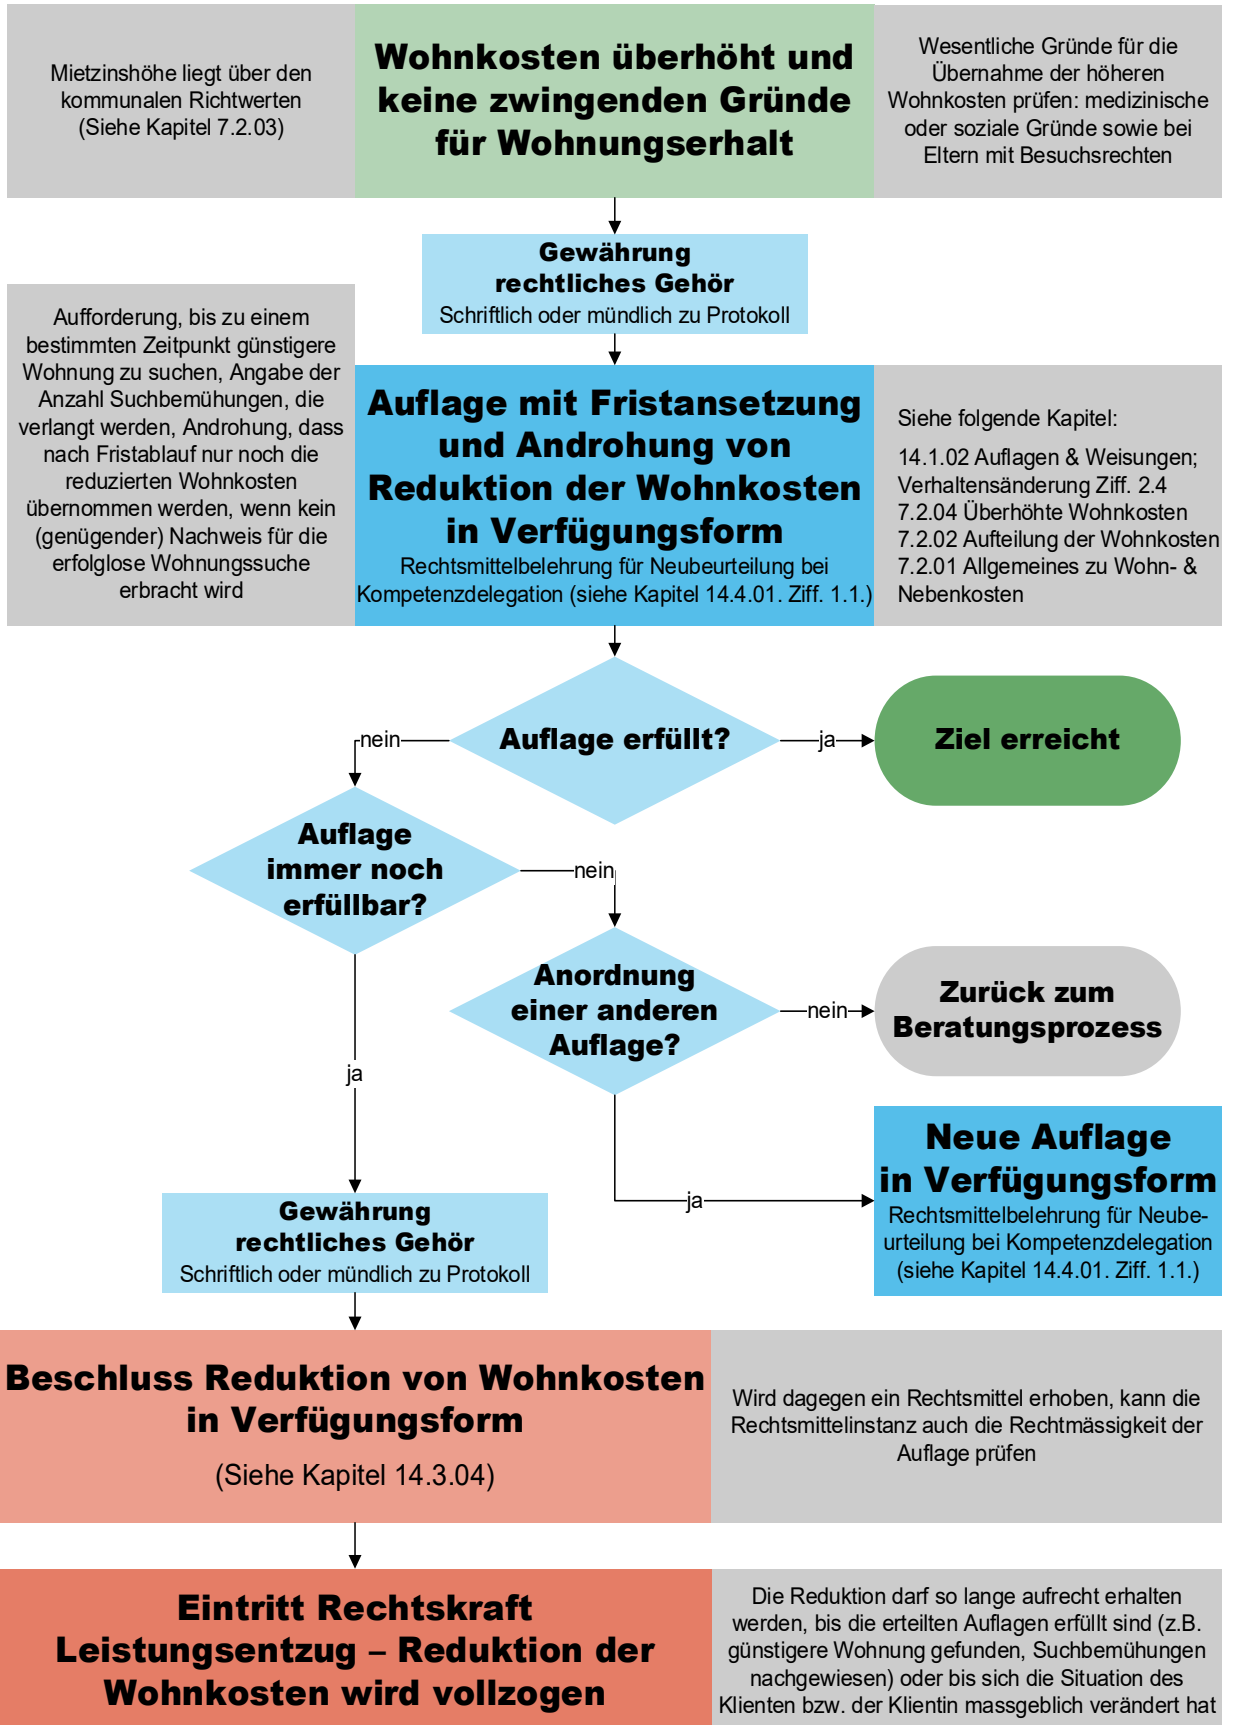 Mietzinshöhe liegt über den
kommunalen Richtwerten
(Siehe Kapitel 7.2.03)
Wohnkosten überhöht und
keine zwingenden Gründe
für Wohnungserhalt
Wesentliche Gründe für die
Übernahme der höheren
Wohnkosten prüfen: medizinische
oder soziale Gründe sowie bei
Eltern mit Besuchsrechten
Gewährung
rechtliches Gehör
Schriftlich oder mündlich zu Protokoll
Aufforderung, bis zu einem
bestimmten Zeitpunkt günstigere
Wohnung zu suchen, Angabe der
Anzahl Suchbemühungen, die
verlangt werden, Androhung, dass
nach Fristablauf nur noch die
reduzierten Wohnkosten
übernommen werden, wenn kein
(genügender) Nachweis für die
erfolglose Wohnungssuche
erbracht wird
Auflage mit Fristansetzung
und Androhung von
Reduktion der Wohnkosten
in Verfügungsform
Rechtsmittelbelehrung für Neubeurteilung bei
Kompetenzdelegation (siehe Kapitel 14.4.01. Ziff. 1.1.)
Siehe folgende Kapitel:
14.1.02 Auflagen & Weisungen;
Verhaltensänderung Ziff. 2.4
7.2.04 Überhöhte Wohnkosten
7.2.02 Aufteilung der Wohnkosten
7.2.01 Allgemeines zu Wohn- &
Nebenkosten
Auflage erfüllt?
nein
ja
Ziel erreicht
Auflage
immer noch
erfüllbar?
nein
Anordnung
einer anderen
Auflage?
nein
Zurück zum
Beratungsprozess
ja
ja
Neue Auflage
in Verfügungsform
Rechtsmittelbelehrung für Neube-
urteilung bei Kompetenzdelegation
(siehe Kapitel 14.4.01. Ziff. 1.1.)
Gewährung
rechtliches Gehör
Schriftlich oder mündlich zu Protokoll
Beschluss Reduktion von Wohnkosten
in Verfügungsform
(Siehe Kapitel 14.3.04)
Wird dagegen ein Rechtsmittel erhoben, kann die
Rechtsmittelinstanz auch die Rechtmässigkeit der
Auflage prüfen
Eintritt Rechtskraft
Leistungsentzug – Reduktion der
Wohnkosten wird vollzogen
Die Reduktion darf so lange aufrecht erhalten
werden, bis die erteilten Auflagen erfüllt sind (z.B.
günstigere Wohnung gefunden, Suchbemühungen
nachgewiesen) oder bis sich die Situation des
Klienten bzw. der Klientin massgeblich verändert hat